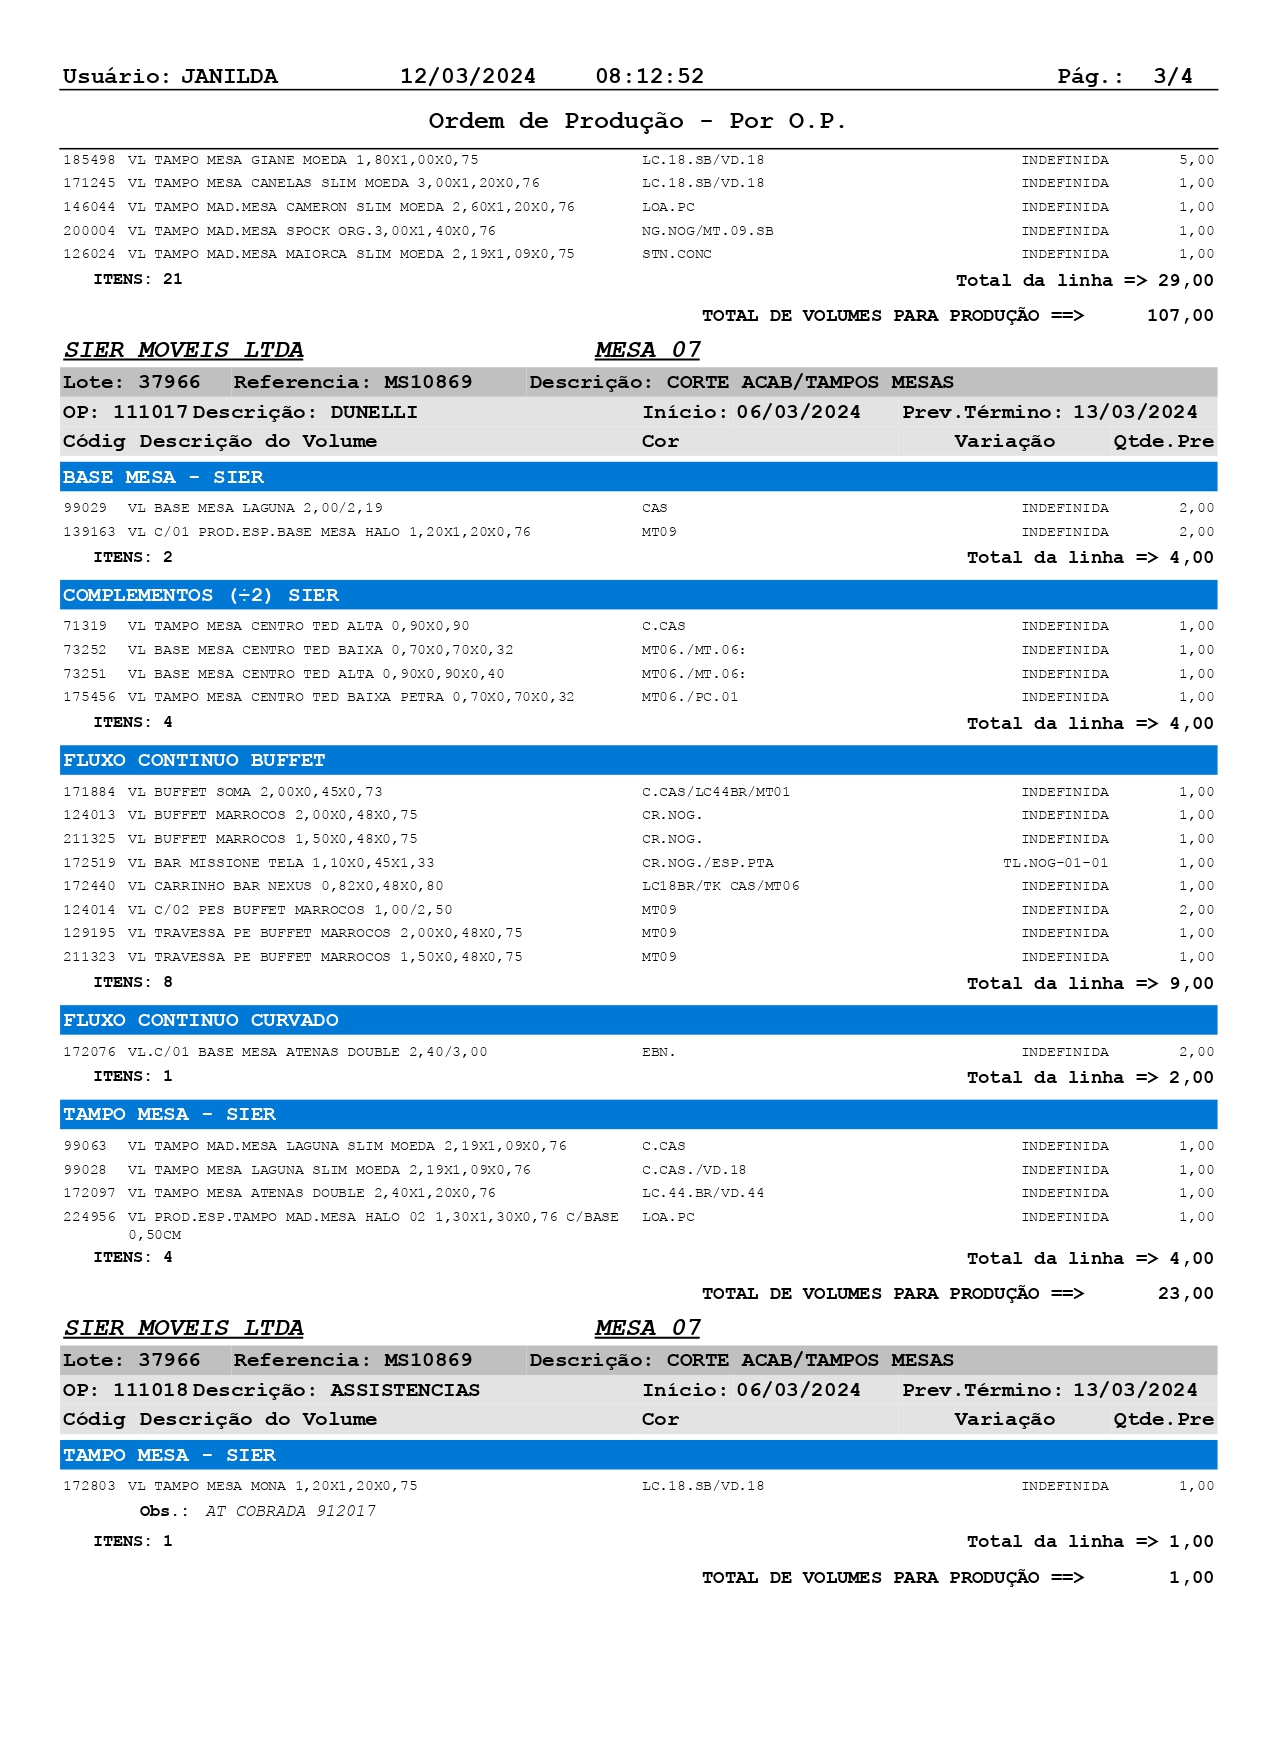 Usuário: JANILDA 12/03/2024 08:12:52 Pág.: 3/4
Ordem de Produção - Por O.P.
185498 VL TAMPO MESA GIANE MOEDA 1,80X1,00X0,75 LC.18.SB/VD.18 INDEFINIDA 5,00
171245 VL TAMPO MESA CANELAS SLIM MOEDA 3,00X1,20X0,76 LC.18.SB/VD.18 INDEFINIDA 1,00
146044 VL TAMPO MAD.MESA CAMERON SLIM MOEDA 2,60X1,20X0,76 LOA.PC INDEFINIDA 1,00
200004 VL TAMPO MAD.MESA SPOCK ORG.3,00X1,40X0,76 NG.NOG/MT.09.SB INDEFINIDA 1,00
126024 VL TAMPO MAD.MESA MAIORCA SLIM MOEDA 2,19X1,09X0,75 STN.CONC INDEFINIDA 1,00
ITENS: 21 Total da linha => 29,00
TOTAL DE VOLUMES PARA PRODUÇÃO ==> 107,00
SIER MOVEIS LTDA MESA 07
Lote: 37966 Referencia: MS10869 Descrição: CORTE ACAB/TAMPOS MESAS
OP: 111017 Descrição: DUNELLI Início: 06/03/2024 Prev.Término: 13/03/2024
Códig Descrição do Volume Cor Variação Qtde.Pre
BASE MESA - SIER
99029 VL BASE MESA LAGUNA 2,00/2,19 CAS INDEFINIDA 2,00
139163 VL C/01 PROD.ESP.BASE MESA HALO 1,20X1,20X0,76 MT09 INDEFINIDA 2,00
ITENS: 2 Total da linha => 4,00
COMPLEMENTOS (÷2) SIER
71319 VL TAMPO MESA CENTRO TED ALTA 0,90X0,90 C.CAS INDEFINIDA 1,00
73252 VL BASE MESA CENTRO TED BAIXA 0,70X0,70X0,32 MT06./MT.06: INDEFINIDA 1,00
73251 VL BASE MESA CENTRO TED ALTA 0,90X0,90X0,40 MT06./MT.06: INDEFINIDA 1,00
175456 VL TAMPO MESA CENTRO TED BAIXA PETRA 0,70X0,70X0,32 MT06./PC.01 INDEFINIDA 1,00
ITENS: 4 Total da linha => 4,00
FLUXO CONTINUO BUFFET
171884 VL BUFFET SOMA 2,00X0,45X0,73 C.CAS/LC44BR/MT01 INDEFINIDA 1,00
124013 VL BUFFET MARROCOS 2,00X0,48X0,75 CR.NOG. INDEFINIDA 1,00
211325 VL BUFFET MARROCOS 1,50X0,48X0,75 CR.NOG. INDEFINIDA 1,00
172519 VL BAR MISSIONE TELA 1,10X0,45X1,33 CR.NOG./ESP.PTA TL.NOG-01-01 1,00
172440 VL CARRINHO BAR NEXUS 0,82X0,48X0,80 LC18BR/TK CAS/MT06 INDEFINIDA 1,00
124014 VL C/02 PES BUFFET MARROCOS 1,00/2,50 MT09 INDEFINIDA 2,00
129195 VL TRAVESSA PE BUFFET MARROCOS 2,00X0,48X0,75 MT09 INDEFINIDA 1,00
211323 VL TRAVESSA PE BUFFET MARROCOS 1,50X0,48X0,75 MT09 INDEFINIDA 1,00
ITENS: 8 Total da linha => 9,00
FLUXO CONTINUO CURVADO
172076 VL.C/01 BASE MESA ATENAS DOUBLE 2,40/3,00 EBN. INDEFINIDA 2,00
ITENS: 1 Total da linha => 2,00
TAMPO MESA - SIER
99063 VL TAMPO MAD.MESA LAGUNA SLIM MOEDA 2,19X1,09X0,76 C.CAS INDEFINIDA 1,00
99028 VL TAMPO MESA LAGUNA SLIM MOEDA 2,19X1,09X0,76 C.CAS./VD.18 INDEFINIDA 1,00
172097 VL TAMPO MESA ATENAS DOUBLE 2,40X1,20X0,76 LC.44.BR/VD.44 INDEFINIDA 1,00
224956 VL PROD.ESP.TAMPO MAD.MESA HALO 02 1,30X1,30X0,76 C/BASE LOA.PC INDEFINIDA 1,00
0,50CM
ITENS: 4 Total da linha => 4,00
TOTAL DE VOLUMES PARA PRODUÇÃO ==> 23,00
SIER MOVEIS LTDA MESA 07
Lote: 37966 Referencia: MS10869 Descrição: CORTE ACAB/TAMPOS MESAS
OP: 111018 Descrição: ASSISTENCIAS Início: 06/03/2024 Prev.Término: 13/03/2024
Códig Descrição do Volume Cor Variação Qtde.Pre
TAMPO MESA - SIER
172803 VL TAMPO MESA MONA 1,20X1,20X0,75 LC.18.SB/VD.18 INDEFINIDA 1,00
Obs.: AT COBRADA 912017
ITENS: 1 Total da linha => 1,00
TOTAL DE VOLUMES PARA PRODUÇÃO ==> 1,00